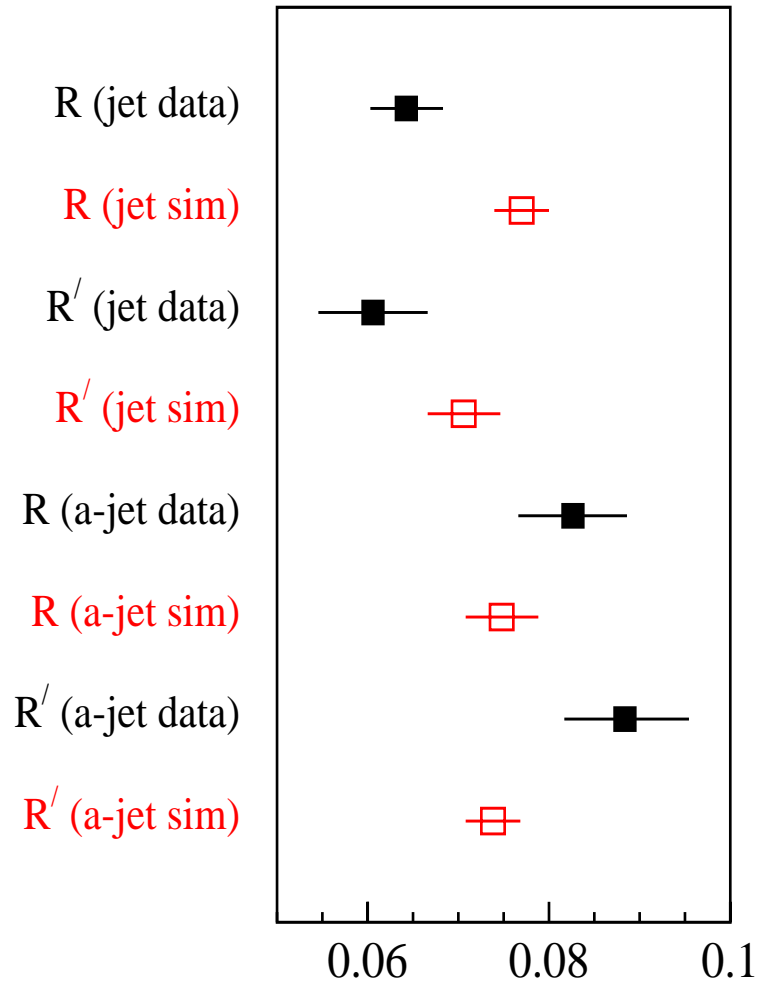 R (jet data)
R (jet sim)
R/ (jet data)
R/ (jet sim)
R (a-jet data)
R (a-jet sim)
R/ (a-jet data)
R/ (a-jet sim)
0.06 0.08 0.1